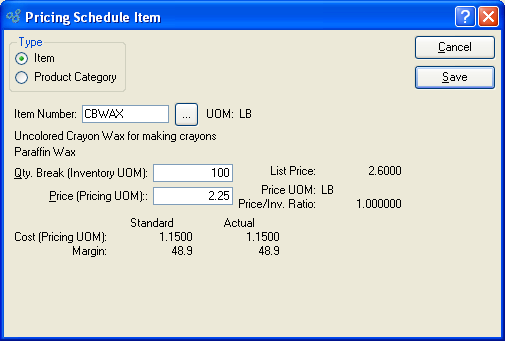 Pricing Schedule Item
Type
Item
Product Category
Cancel
Save
Item Number: CBWAX ... UOM: LB
Uncolored Crayon Wax for making crayons
Paraffin Wax
Qty. Break (Inventory UOM): 100 List Price: 2.6000
Price (Pricing UOM):: 2.25 Price UOM: LB
Price/Inv. Ratio: 1.000000
Standard Actual
Cost (Pricing UOM): 1.1500 1.1500
Margin: 48.9 48.9